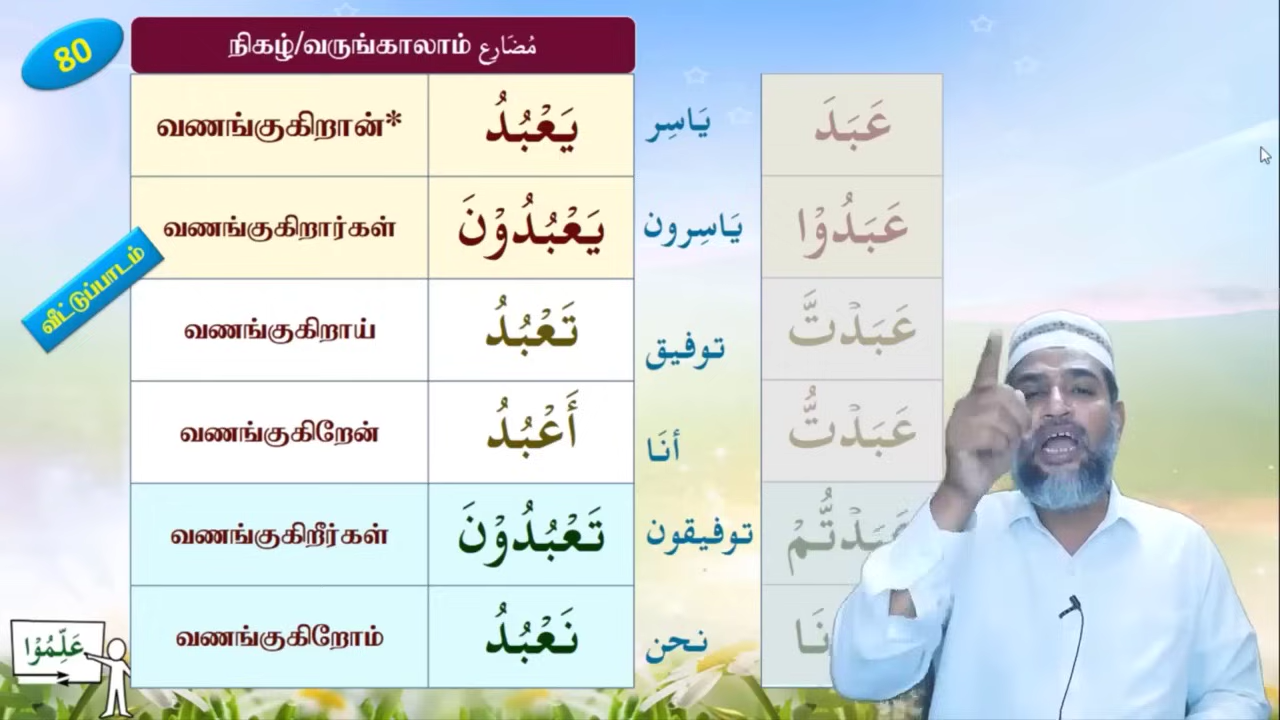 80
நிகழ்/வருங்காலாம் مُضَارِع
வணங்குகிறான்* يَعْبُدُ يَاسِر عَبَدَ
வணங்குகிறார்கள் يَعْبُدُوْنَ يَاسِرون عَبَدُوْا
வீட்டுப்பாடம்
வணங்குகிறாய் تَعْبُدُ توفيق عَبَدْتَّ
வணங்குகிறேன் أَعْبُدُ أنَا عَبَدْتُّ
வணங்குகிறீர்கள் تَعْبُدُوْنَ توفيقون عَبَدْتُّمْ
வணங்குகிறோம் نَعْبُدُ نحن
عَلِّمُوْا